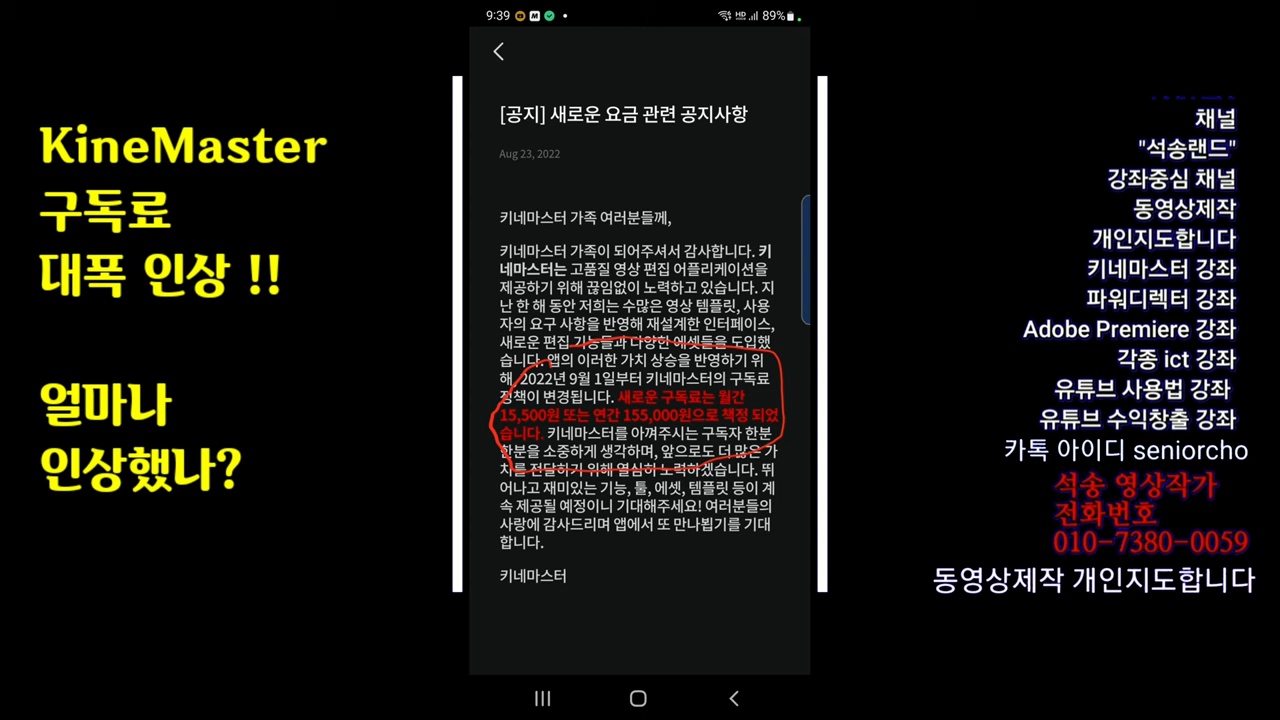 KineMaster
구독료
대폭 인상 !!
얼마나
인상했나?
9:39
HD
89%
[공지] 새로운 요금 관련 공지사항
Aug 23, 2022
키네마스터 가족 여러분들께,
키네마스터 가족이 되어주셔서 감사합니다. 키
네마스터는 고품질 영상 편집 어플리케이션을
제공하기 위해 끊임없이 노력하고 있습니다. 지
난 한 해 동안 저희는 수많은 영상 템플릿, 사용
자의 요구 사항을 반영해 재설계한 인터페이스,
새로운 편집 기능들과 다양한 에셋들을 도입했
습니다. 앱의 이러한 가치 상승을 반영하기 위
해, 2022년 9월 1일부터 키네마스터의 구독료
정책이 변경됩니다. 새로운 구독료는 월간
15,500원 또는 연간 155,000원으로 책정 되었
습니다. 키네마스터를 아껴주시는 구독자 한분
한분을 소중하게 생각하며, 앞으로도 더 많은 가
치를 전달하기 위해 열심히 노력하겠습니다. 뛰
어나고 재미있는 기능, 툴, 에셋, 템플릿 등이 계
속 제공될 예정이니 기대해주세요! 여러분들의
사랑에 감사드리며 앱에서 또 만나뵙기를 기대
합니다.
키네마스터
채널
"석송랜드"
강좌중심 채널
동영상제작
개인지도합니다
키네마스터 강좌
파워디렉터 강좌
Adobe Premiere 강좌
각종 ict 강좌
유튜브 사용법 강좌
유튜브 수익창출 강좌
카톡 아이디 seniorcho
석송 영상작가
전화번호
010-7380-0059
동영상제작 개인지도합니다